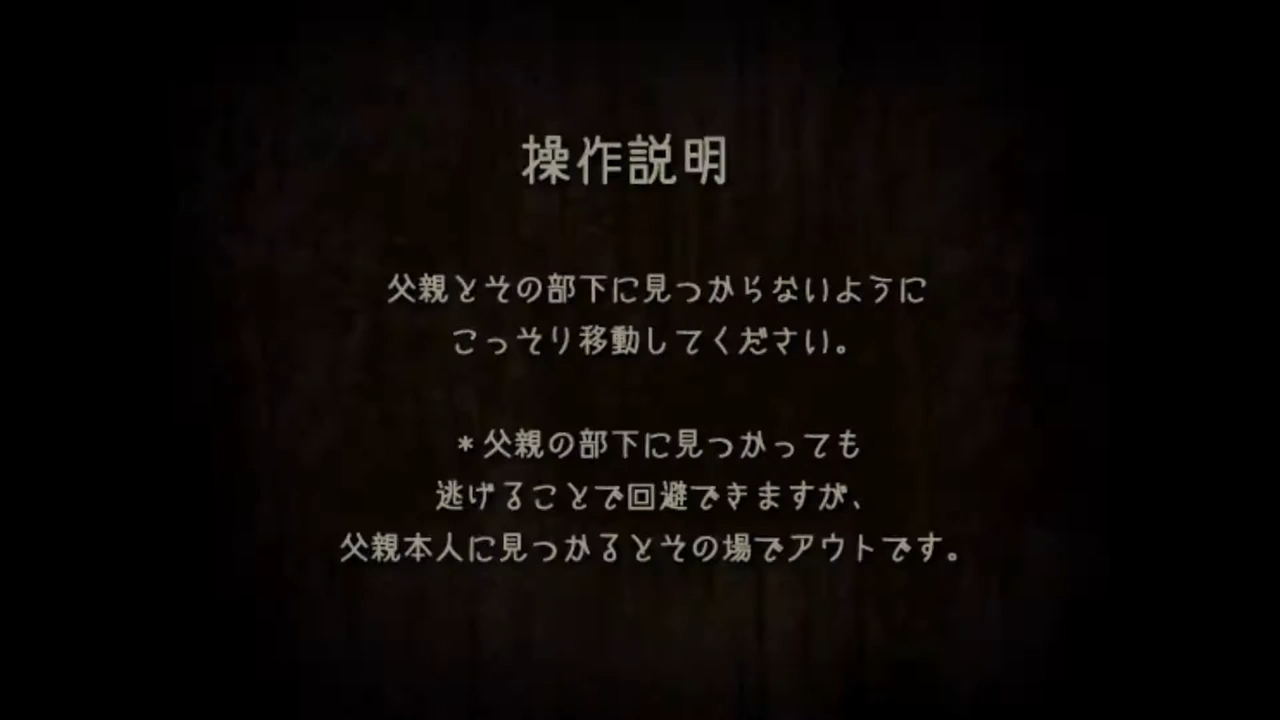 操作説明
父親とその部下に見つからないように
こっそり移動してください。
*父親の部下に見つかっても
逃げることで回避できますが、
父親本人に見つかるとその場でアウトです。